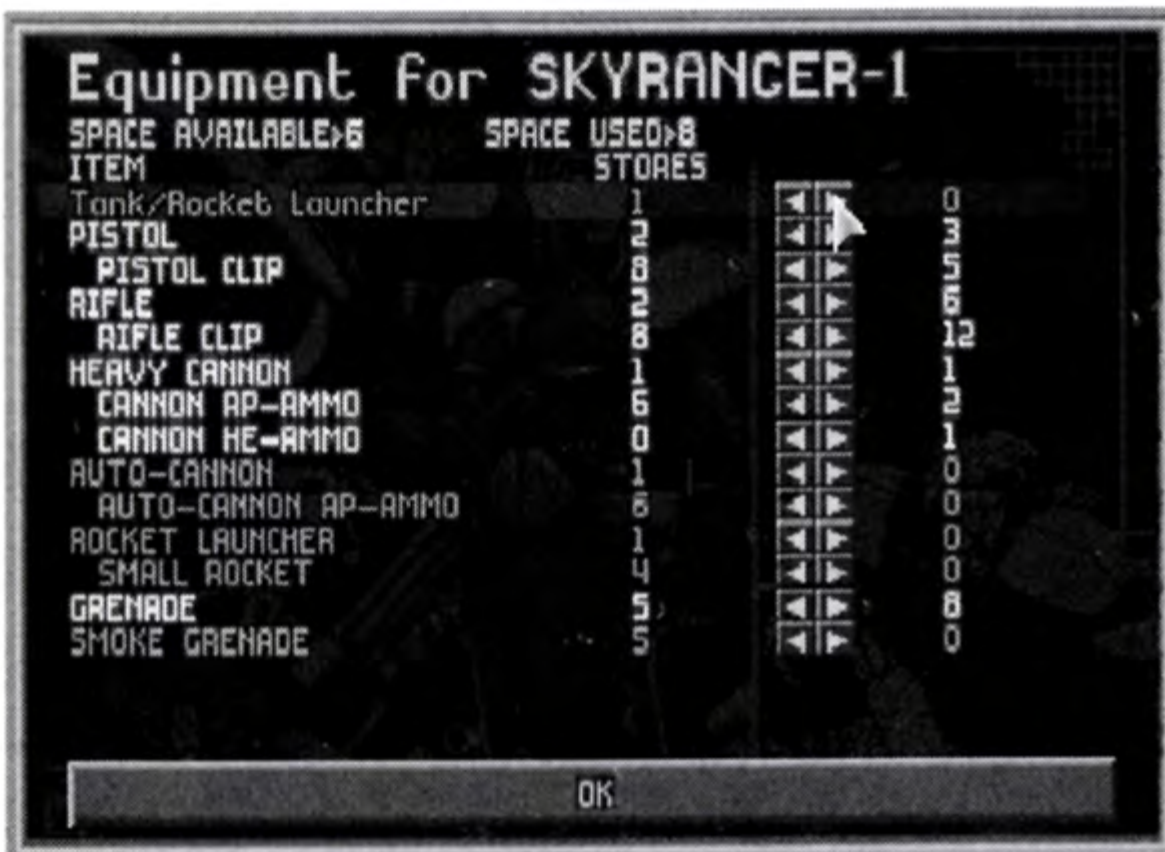 Equipment for SKYRANGER-1
SPACE AVAILABLE>6 SPACE USED>8
ITEM STORES
Tank/Rocket Launcher 1 0
PISTOL 2 3
PISTOL CLIP 8 5
RIFLE 2 6
RIFLE CLIP 8 12
HEAVY CANNON 1 1
CANNON AP-AMMO 6 2
CANNON HE-AMMO 0 1
AUTO-CANNON 1 0
AUTO-CANNON AP-AMMO 6 0
ROCKET LAUNCHER 1 0
SMALL ROCKET 4 0
GRENADE 5 8
SMOKE GRENADE 5 0
OK